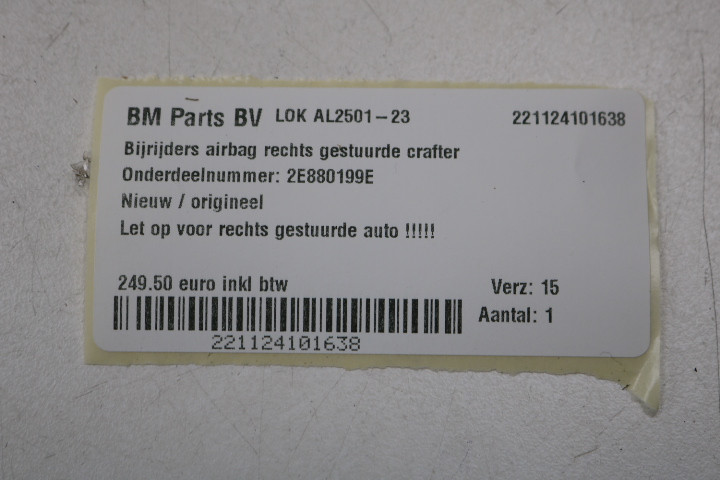 BM Parts BV LOK AL2501-23 221124101638
Bijrijders airbag rechts gestuurde crafter
Onderdeelnummer: 2E880199E
Nieuw / origineel
Let op voor rechts gestuurde auto !!!!!
249.50 euro inkl btw Verz: 15
Aantal: 1
221124101638